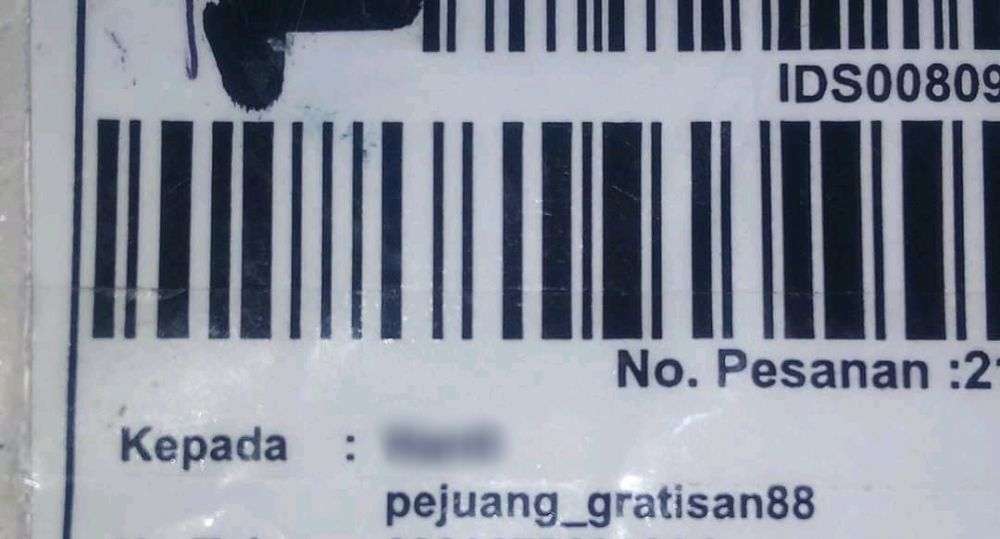 IDS00809
No. Pesanan :2
Kepada :
pejuang_gratisan88